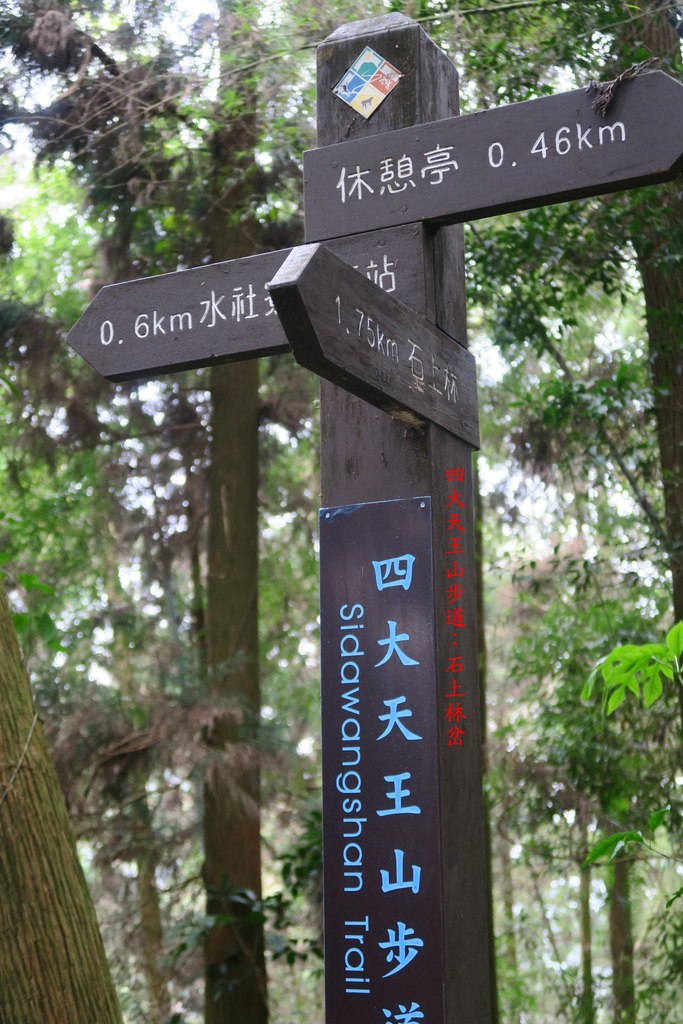 休憩亭 0.46km
0.6km 水社 站
1.75km 石上林
四大天王山步道
Sidawangshan Trail
四大天王山步道：石上林岔